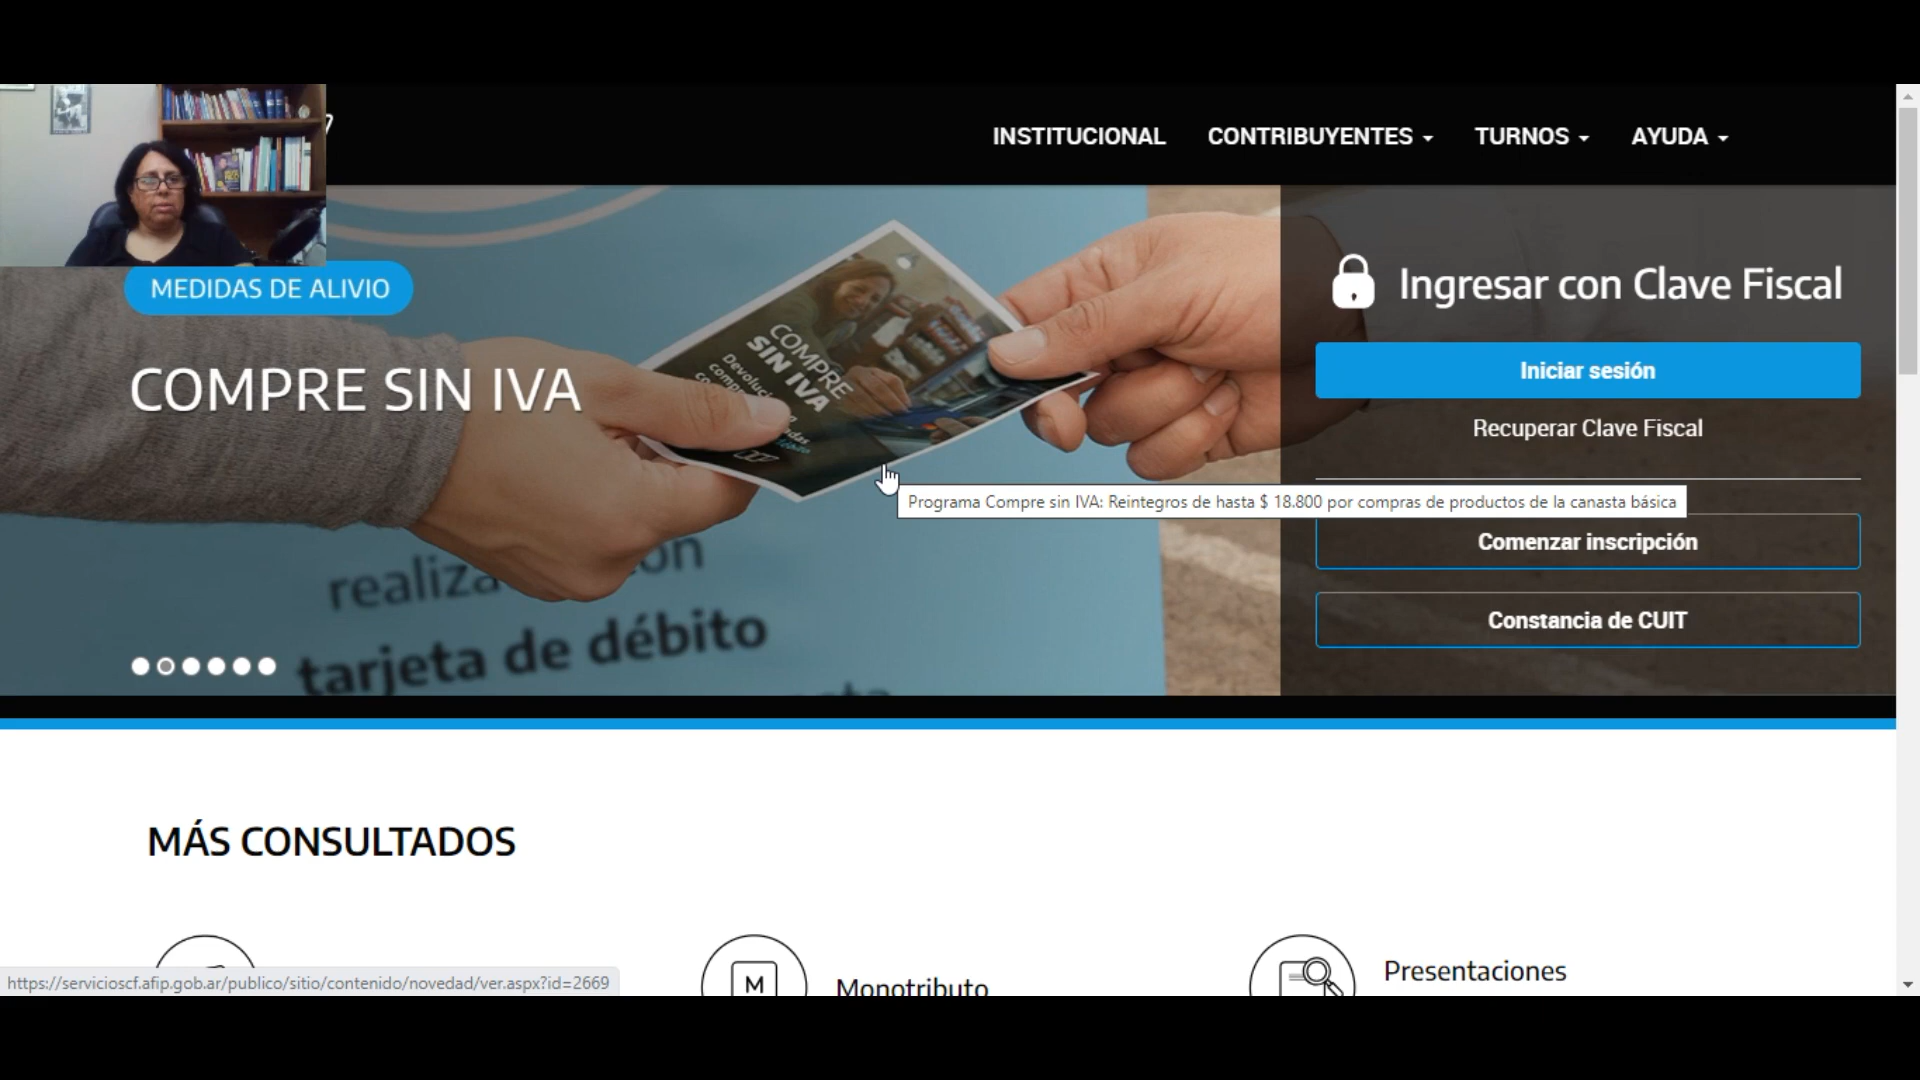 INSTITUCIONAL
CONTRIBUYENTES
TURNOS
AYUDA
MEDIDAS DE ALIVIO
COMPRE SIN IVA
COMPRE
SIN IVA
realiza
tarjeta de débito
Ingresar con Clave Fiscal
Iniciar sesión
Recuperar Clave Fiscal
Programa Compre sin IVA: Reintegros de hasta $ 18.800 por compras de productos de la canasta básica
Comenzar inscripción
Constancia de CUIT
MÁS CONSULTADOS
M
Monotributo
Presentaciones
https://servicioscf.afip.gob.ar/publico/sitio/contenido/novedad/ver.aspx?id=2669